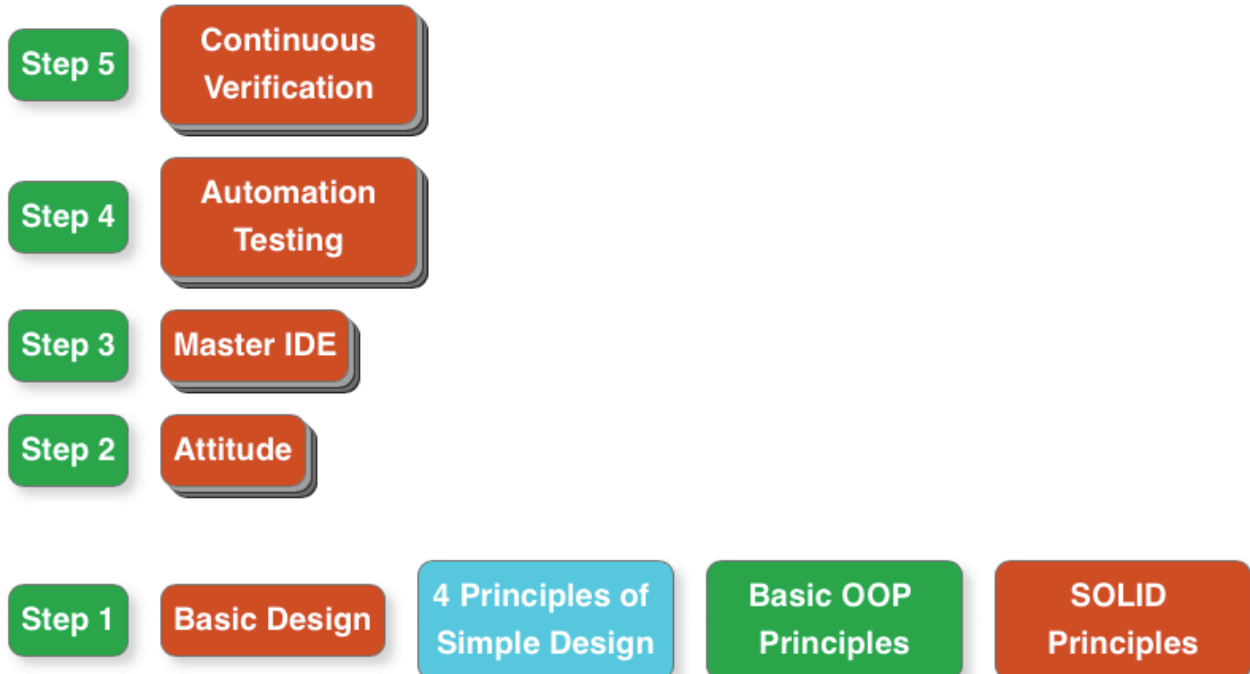 Step 5
Continuous
Verification
Step 4
Automation
Testing
Step 3
Master IDE
Step 2
Attitude
Step 1
Basic Design
4 Principles of
Simple Design
Basic OOP
Principles
SOLID
Principles